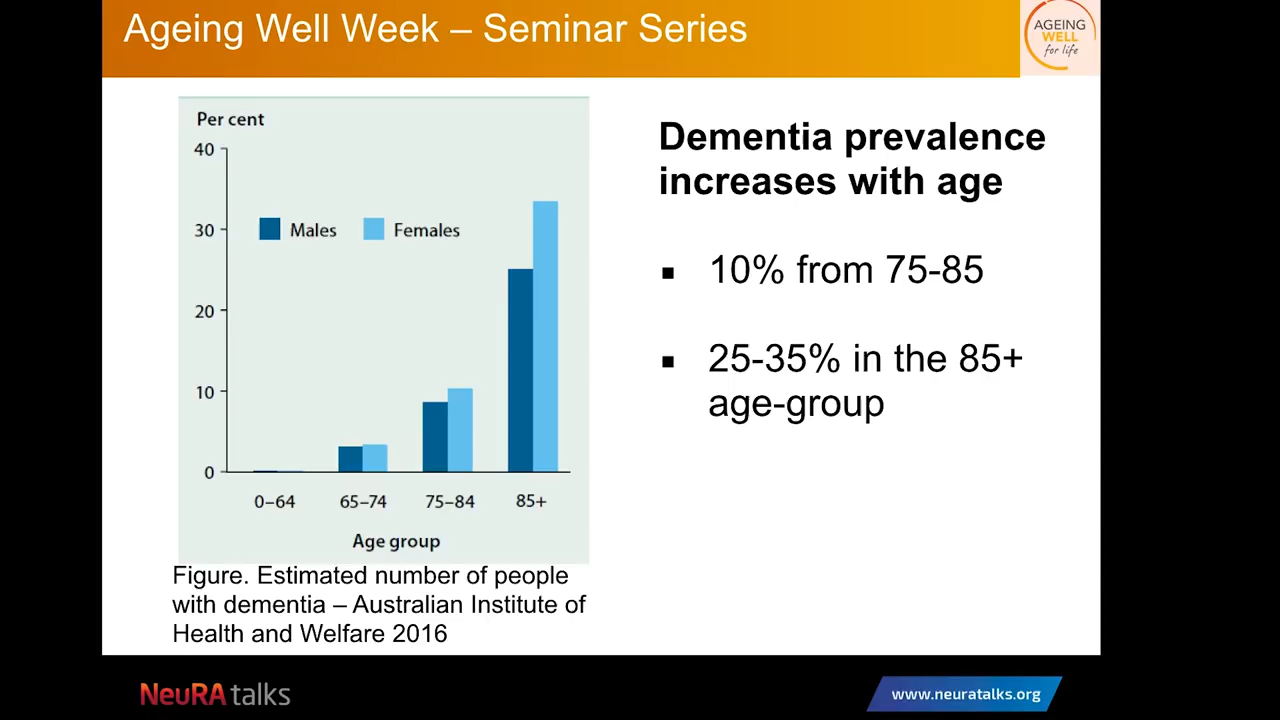 Ageing Well Week – Seminar Series
AGEING
WELL
for life
Per cent
40
30
20
10
0
Males
Females
0–64
65–74
75–84
85+
Age group
Figure. Estimated number of people
with dementia – Australian Institute of
Health and Welfare 2016
Dementia prevalence
increases with age
▪ 10% from 75-85
▪ 25-35% in the 85+
age-group
NeuRA talks
www.neuratalks.org